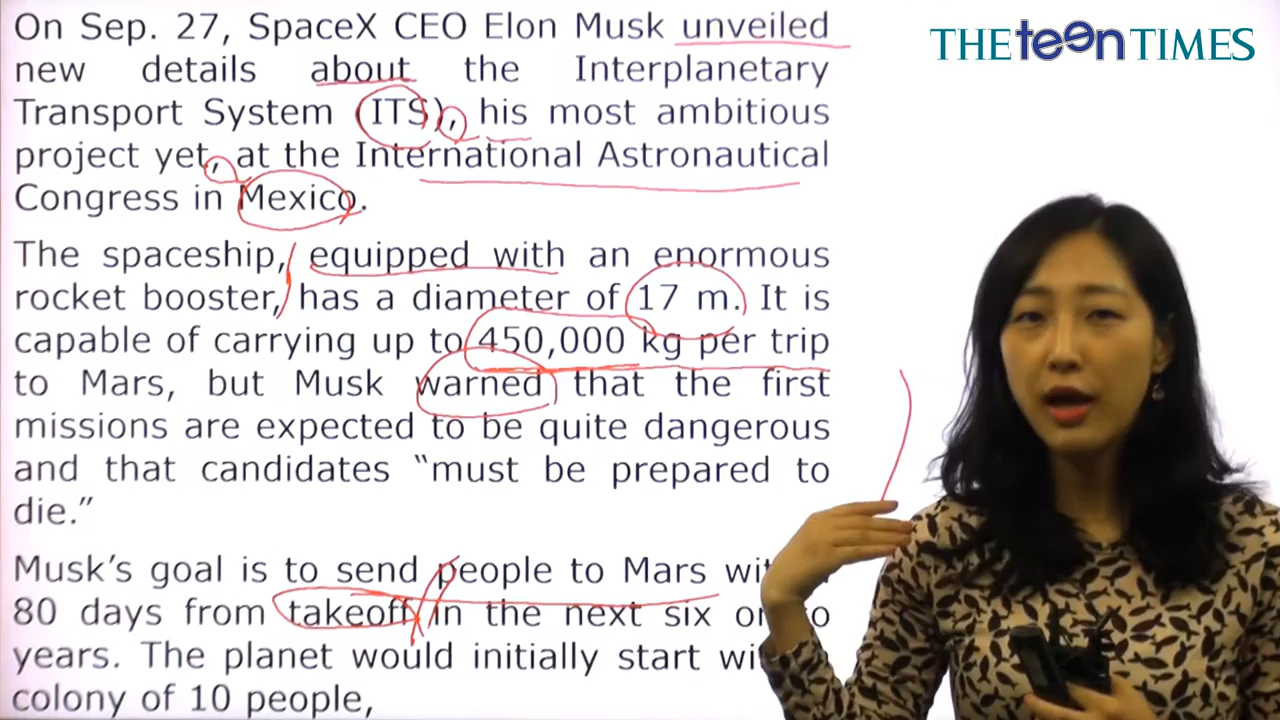 THE teen TIMES
On Sep. 27, SpaceX CEO Elon Musk unveiled
new details about the Interplanetary
Transport System (ITS), his most ambitious
project yet, at the International Astronautical
Congress in Mexico.
The spaceship, equipped with an enormous
rocket booster, has a diameter of 17 m. It is
capable of carrying up to 450,000 kg per trip
to Mars, but Musk warned that the first
missions are expected to be quite dangerous
and that candidates “must be prepared to
die.”
Musk’s goal is to send people to Mars
80 days from takeoff in the next six
years. The planet would initially start
colony of 10 people,